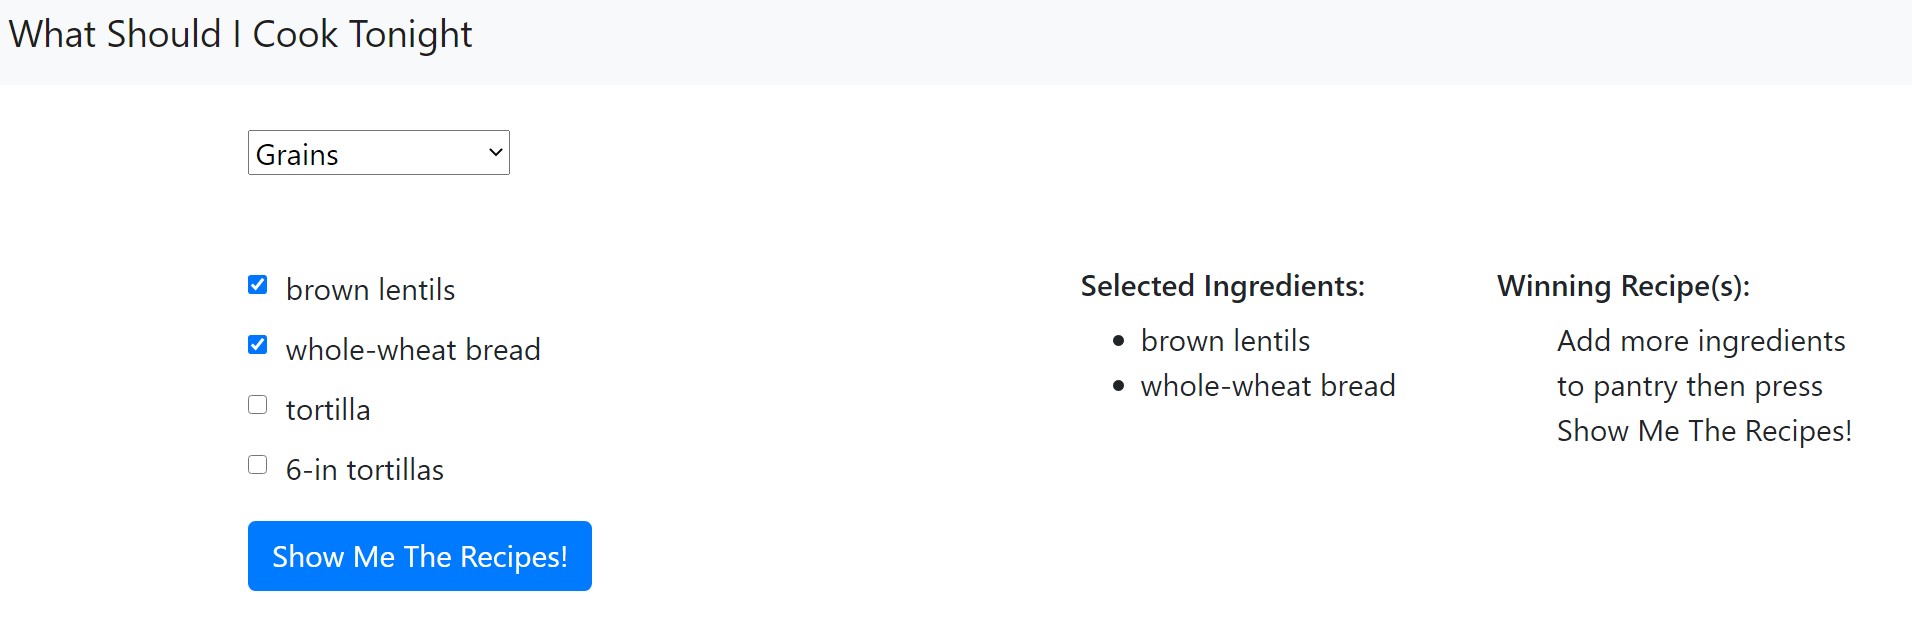 What Should I Cook Tonight
Grains
brown lentils
whole-wheat bread
tortilla
6-in tortillas
Show Me The Recipes!
Selected Ingredients:
brown lentils
whole-wheat bread
Winning Recipe(s):
Add more ingredients
to pantry then press
Show Me The Recipes!